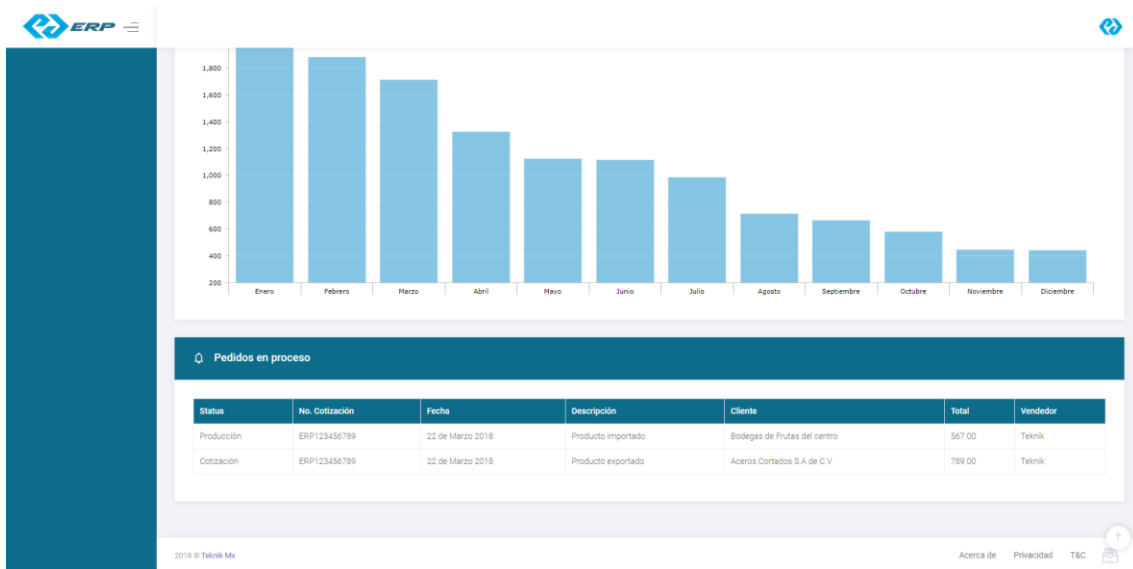 ERP
1,800
1,600
1,400
1,200
1,000
800
600
400
200
Enero Febrero Marzo Abril Mayo Junio Julio Agosto Septiembre Octubre Noviembre Diciembre
Pedidos en proceso
Status No. Cotización Fecha Descripción Cliente Total Vendedor
Producción ERP123456789 22 de Marzo 2018 Producto importado Bodegas de Frutas del centro 567.00 Teknik
Cotización ERP123456789 22 de Marzo 2018 Producto exportado Aceros Cortados S.A de C.V 789.00 Teknik
2018 © Teknik Mx Acerca de Privacidad T&C